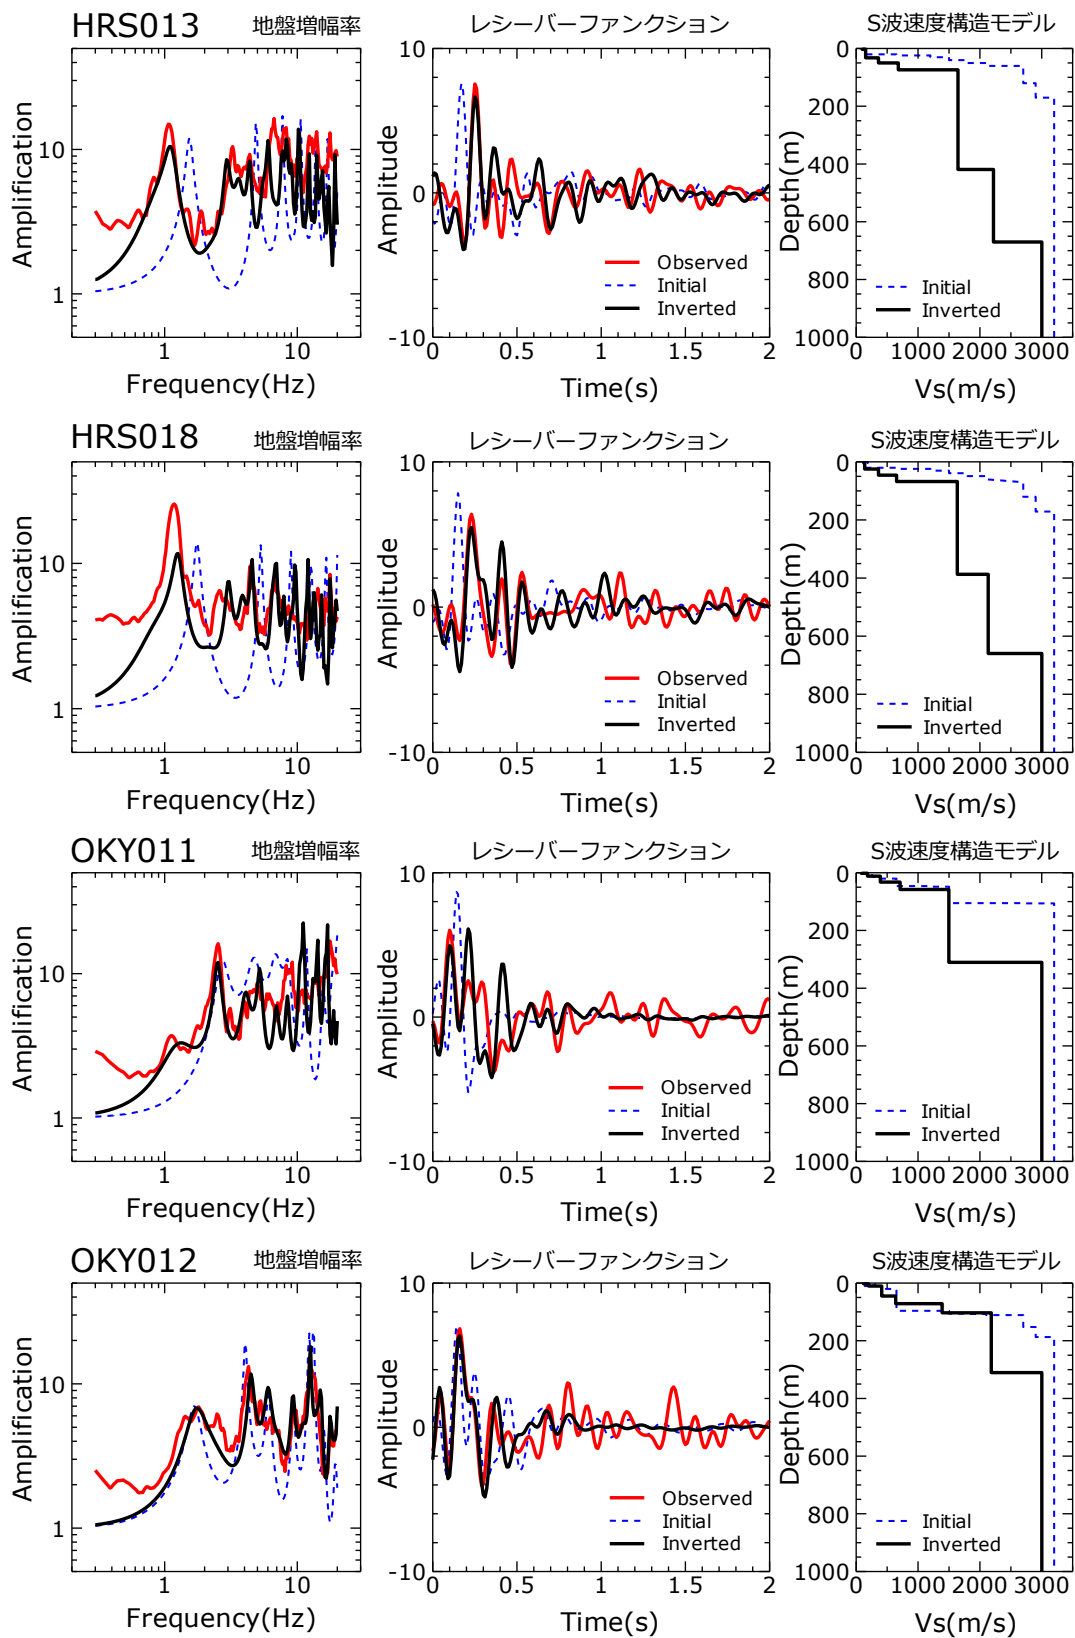 HRS013 地盤増幅率 レシーバーファンクション S波速度構造モデル
10
1
Amplification
1 10
Frequency(Hz)
10
0
-10
Amplitude
0 0.5 1 1.5 2
Time(s)
Observed
Initial
Inverted
0
200
400
600
800
1000
Depth(m)
0 1000 2000 3000
Vs(m/s)
Initial
Inverted
HRS018 地盤増幅率 レシーバーファンクション S波速度構造モデル
10
1
Amplification
1 10
Frequency(Hz)
10
0
-10
Amplitude
0 0.5 1 1.5 2
Time(s)
Observed
Initial
Inverted
0
200
400
600
800
1000
Depth(m)
0 1000 2000 3000
Vs(m/s)
Initial
Inverted
OKY011 地盤増幅率 レシーバーファンクション S波速度構造モデル
10
1
Amplification
1 10
Frequency(Hz)
10
0
-10
Amplitude
0 0.5 1 1.5 2
Time(s)
Observed
Initial
Inverted
0
200
400
600
800
1000
Depth(m)
0 1000 2000 3000
Vs(m/s)
Initial
Inverted
OKY012 地盤増幅率 レシーバーファンクション S波速度構造モデル
10
1
Amplification
1 10
Frequency(Hz)
10
0
-10
Amplitude
0 0.5 1 1.5 2
Time(s)
Observed
Initial
Inverted
0
200
400
600
800
1000
Depth(m)
0 1000 2000 3000
Vs(m/s)
Initial
Inverted